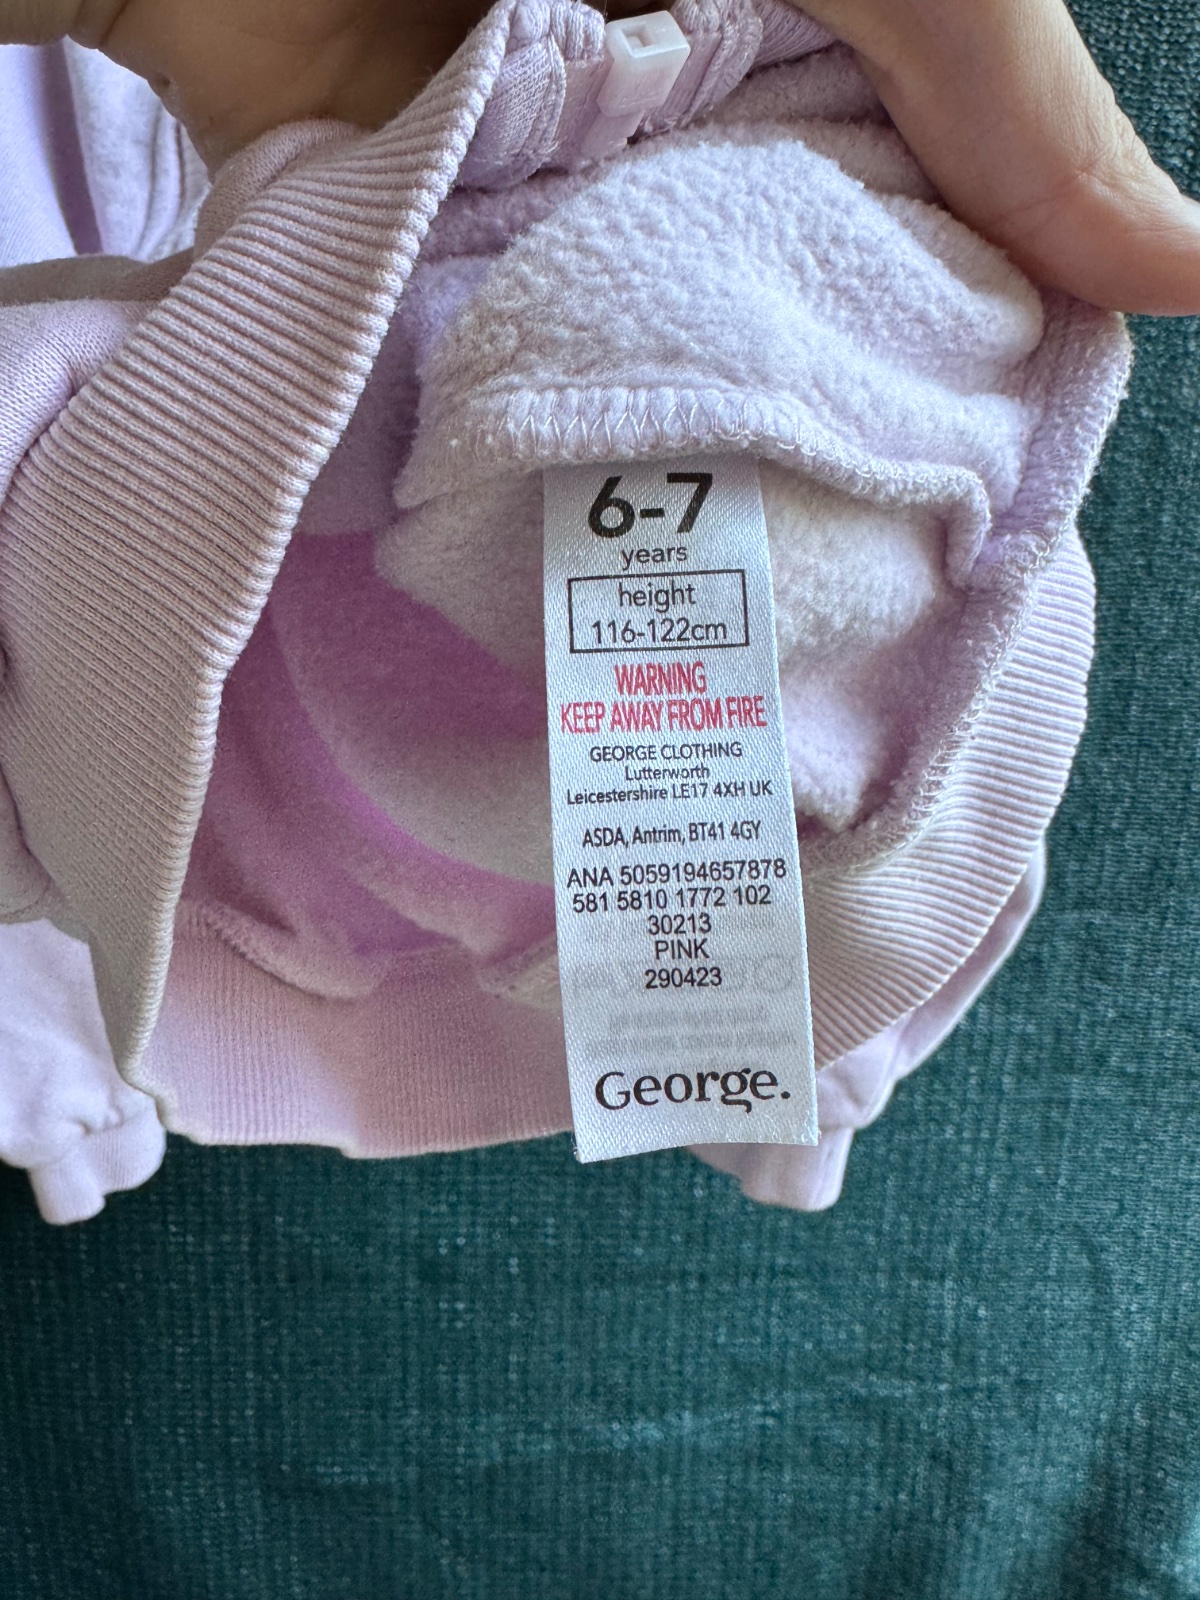 6-7
years
height
116-122cm
WARNING
KEEP AWAY FROM FIRE
GEORGE CLOTHING
Lutterworth
Leicestershire LE17 4XH UK
ASDA, Antrim, BT41 4GY
ANA 5059194657878
581 5810 1772 102
30213
PINK
290423
George.